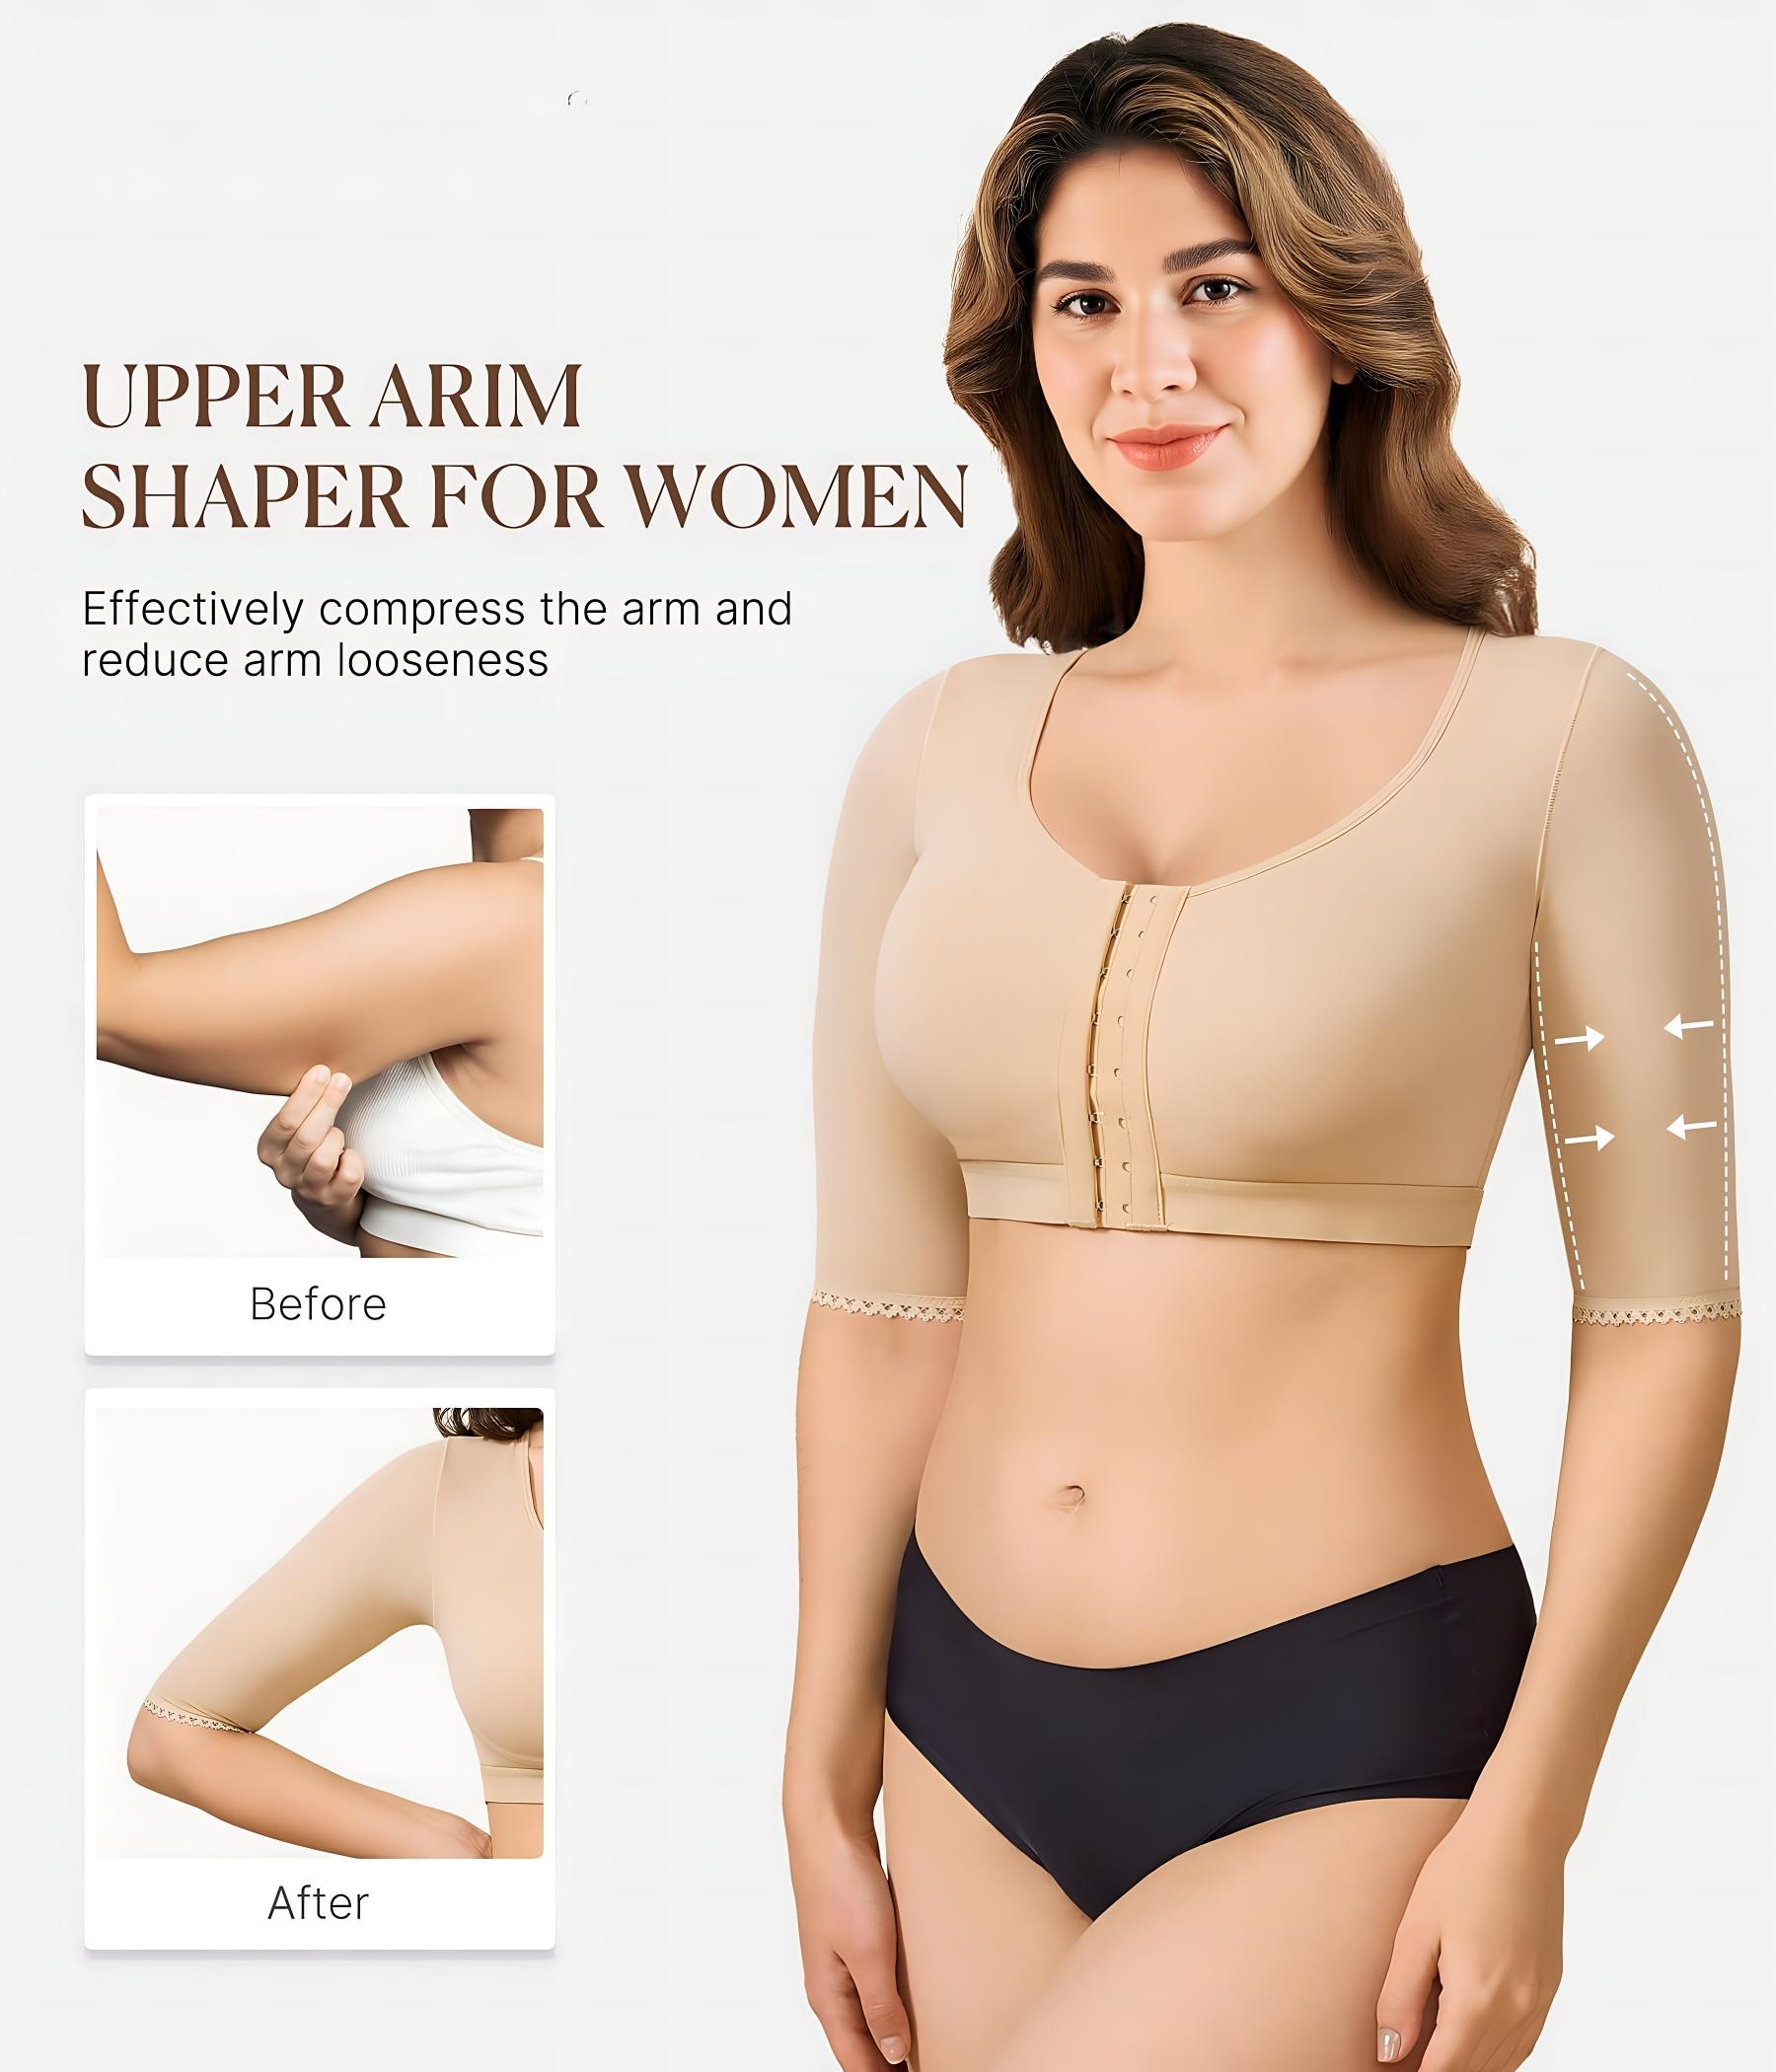 UPPER ARIM
SHAPER FOR WOMEN
Effectively compress the arm and
reduce arm looseness
Before
After